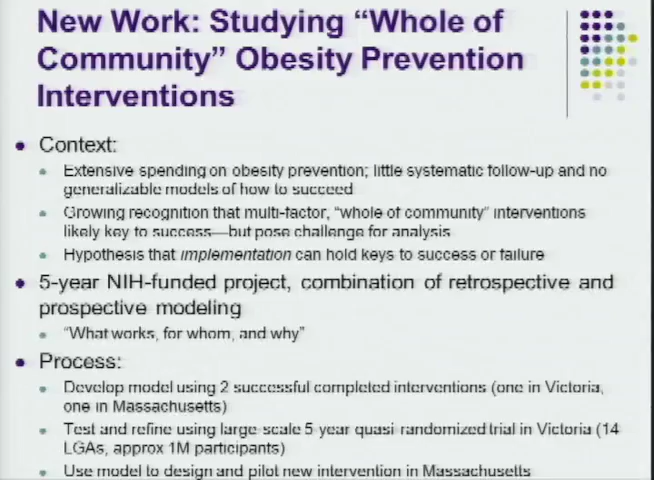 New Work: Studying “Whole of
Community” Obesity Prevention
Interventions
Context:
Extensive spending on obesity prevention; little systematic follow-up and no
generalizable models of how to succeed
Growing recognition that multi-factor, “whole of community” interventions
likely key to success—but pose challenge for analysis
Hypothesis that implementation can hold keys to success or failure
5-year NIH-funded project, combination of retrospective and
prospective modeling
“What works, for whom, and why”
Process:
Develop model using 2 successful completed interventions (one in Victoria,
one in Massachusetts)
Test and refine using large-scale 5 year quasi-randomized trial in Victoria (14
LGAs, approx 1M participants)
Use model to design and pilot new intervention in Massachusetts